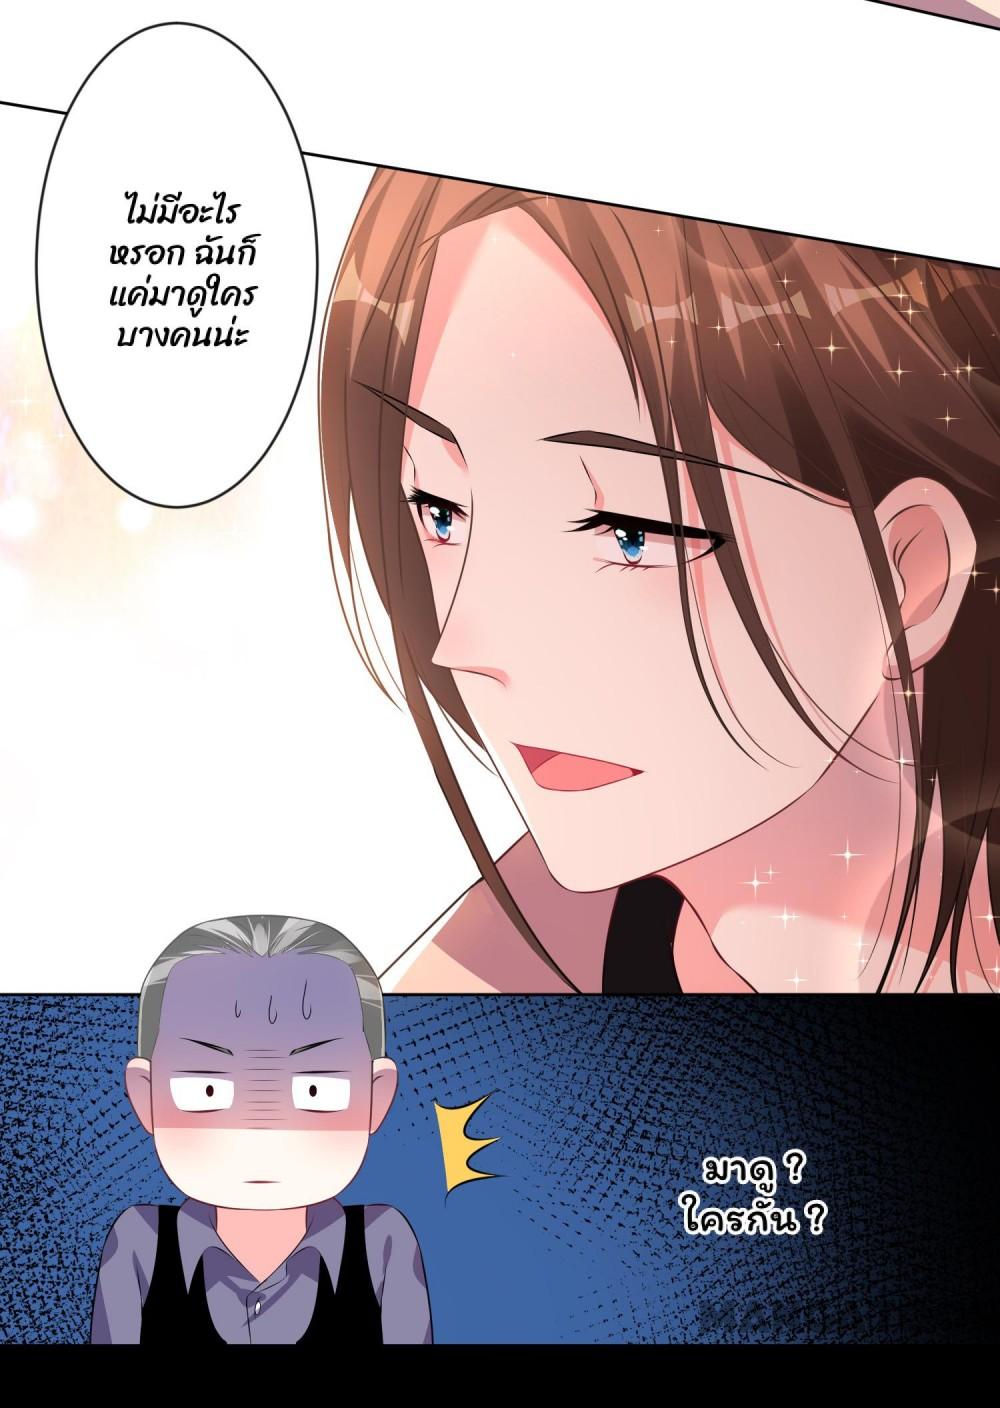 ไม่มีอะไร
หรอก ฉันก็
แค่มาดูใคร
บางคนน่ะ
มาดู ?
ใครกัน ?